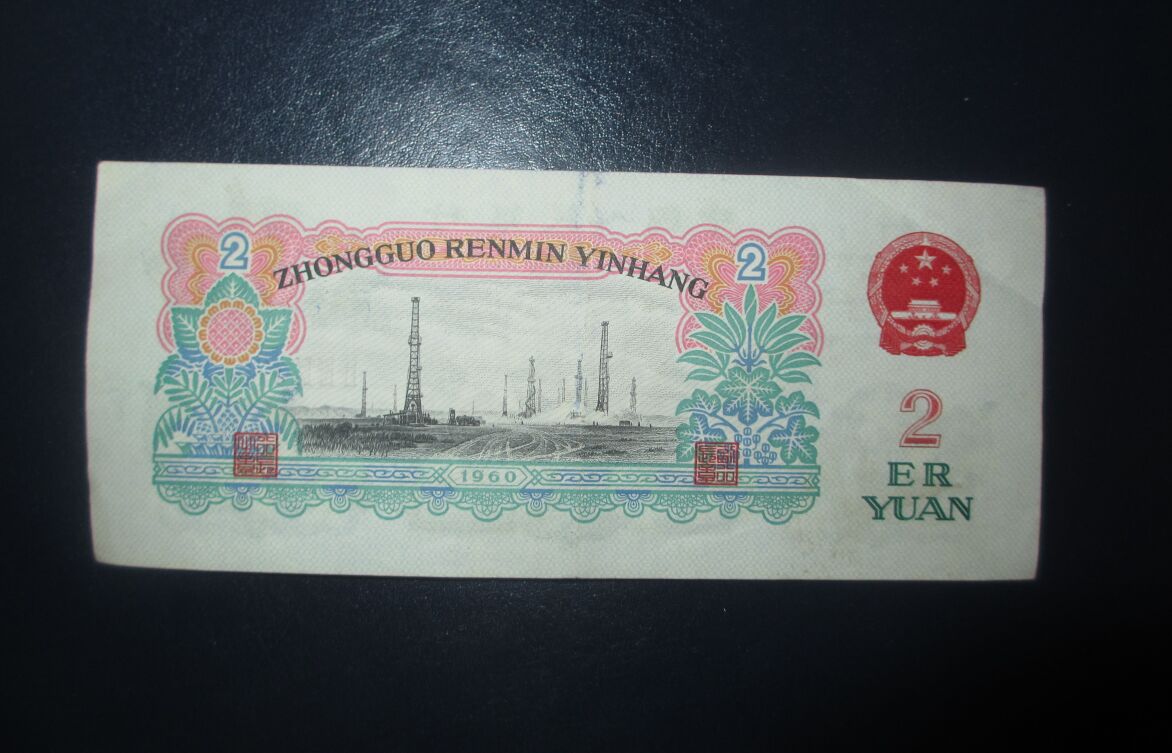 2
ZHONGGUO RENMIN YINHANG
2
1960
2
ER
YUAN